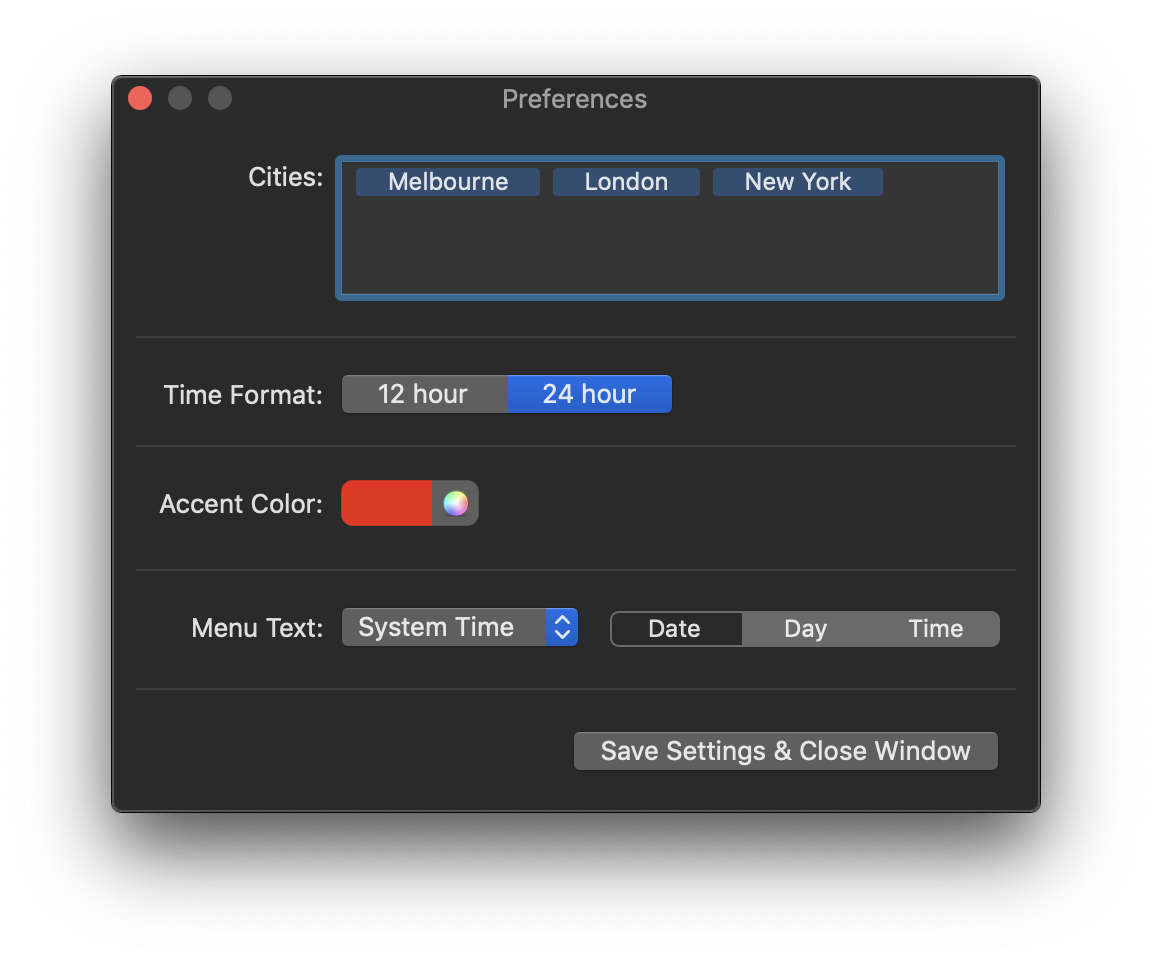 Preferences
Cities: Melbourne London New York
Time Format: 12 hour 24 hour
Accent Color:
Menu Text: System Time Date Day Time
Save Settings & Close Window